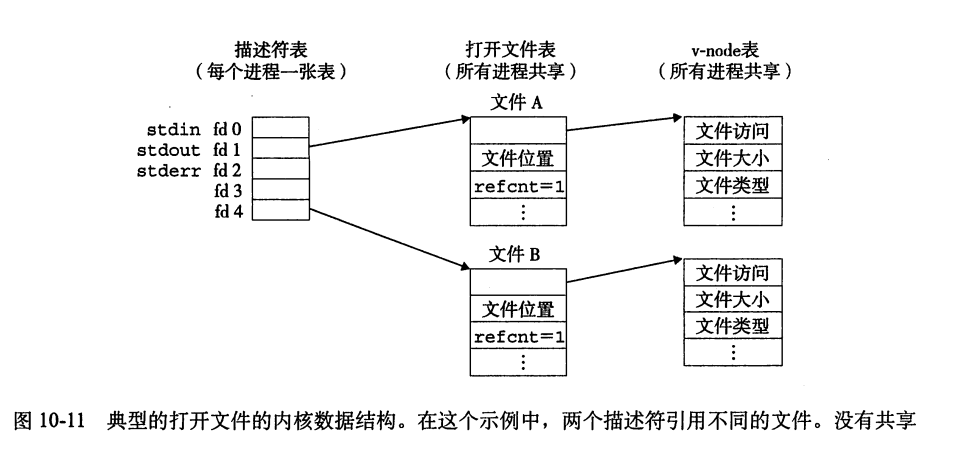 描述符表
（每个进程一张表）
打开文件表
（所有进程共享）
v-node表
（所有进程共享）
stdin fd 0
stdout fd 1
stderr fd 2
fd 3
fd 4
文件 A
文件位置
refcnt=1
⋮
文件访问
文件大小
文件类型
⋮
文件 B
文件位置
refcnt=1
⋮
文件访问
文件大小
文件类型
⋮
图 10-11 典型的打开文件的内核数据结构。在这个示例中，两个描述符引用不同的文件。没有共享